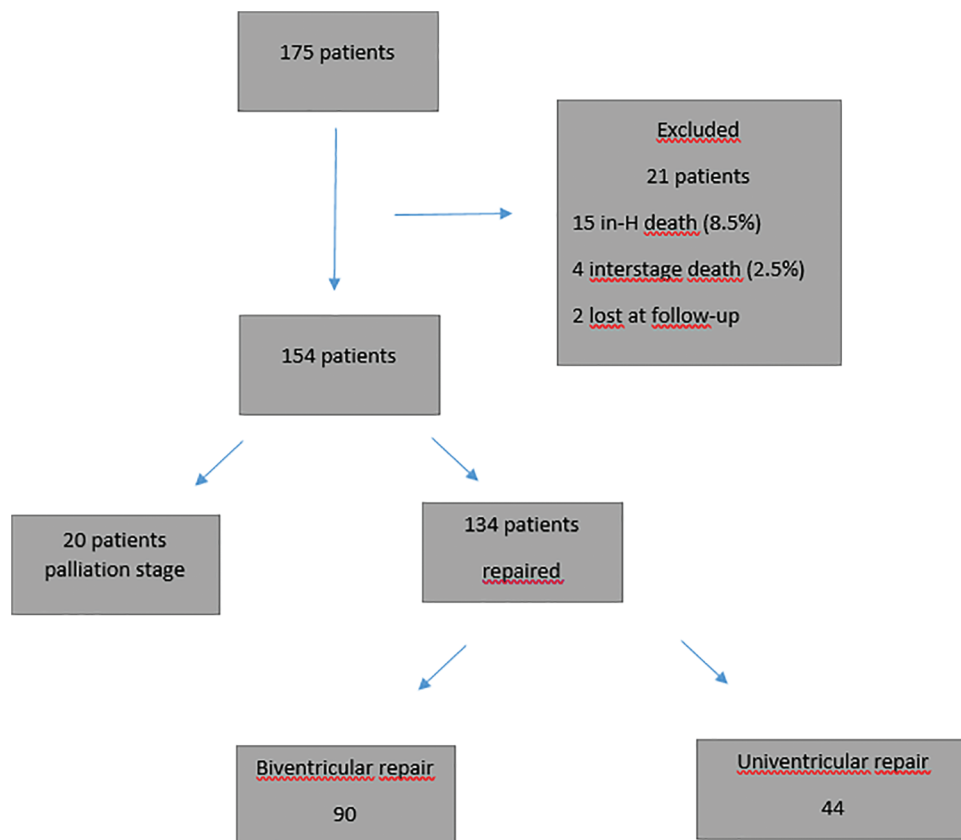 175 patients
Excluded
21 patients
15 in-H death (8.5%)
4 interstage death (2.5%)
2 lost at follow-up
154 patients
20 patients
palliation stage
134 patients
repaired
Biventricular repair
90
Univentricular repair
44